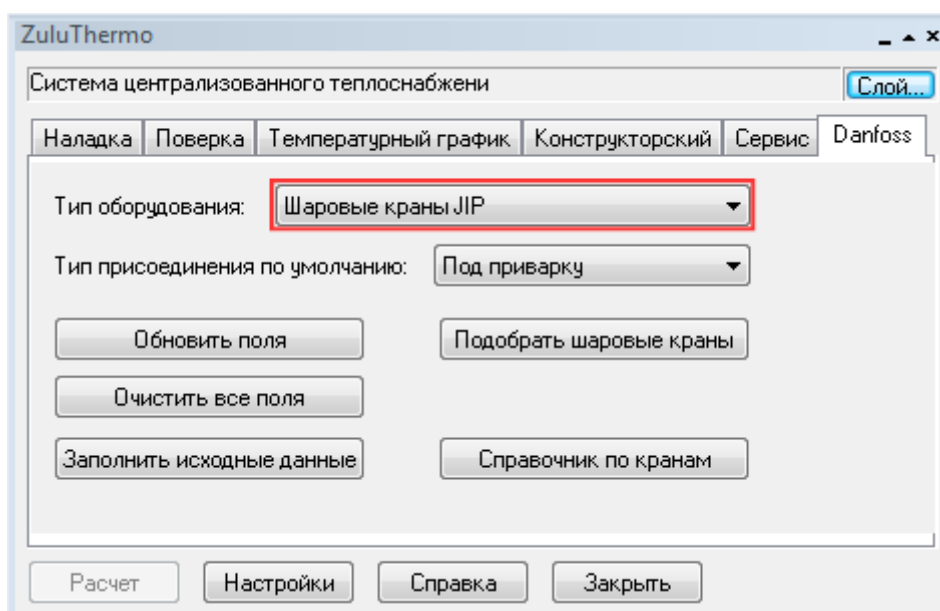 ZuluThermo
Система централизованного теплоснабжени
Слой...
Наладка Поверка Температурный график Конструкторский Сервис Danfoss
Тип оборудования: Шаровые краны JIP
Тип присоединения по умолчанию: Под приварку
Обновить поля Подобрать шаровые краны
Очистить все поля
Заполнить исходные данные Справочник по кранам
Расчет Настройки Справка Закрыть